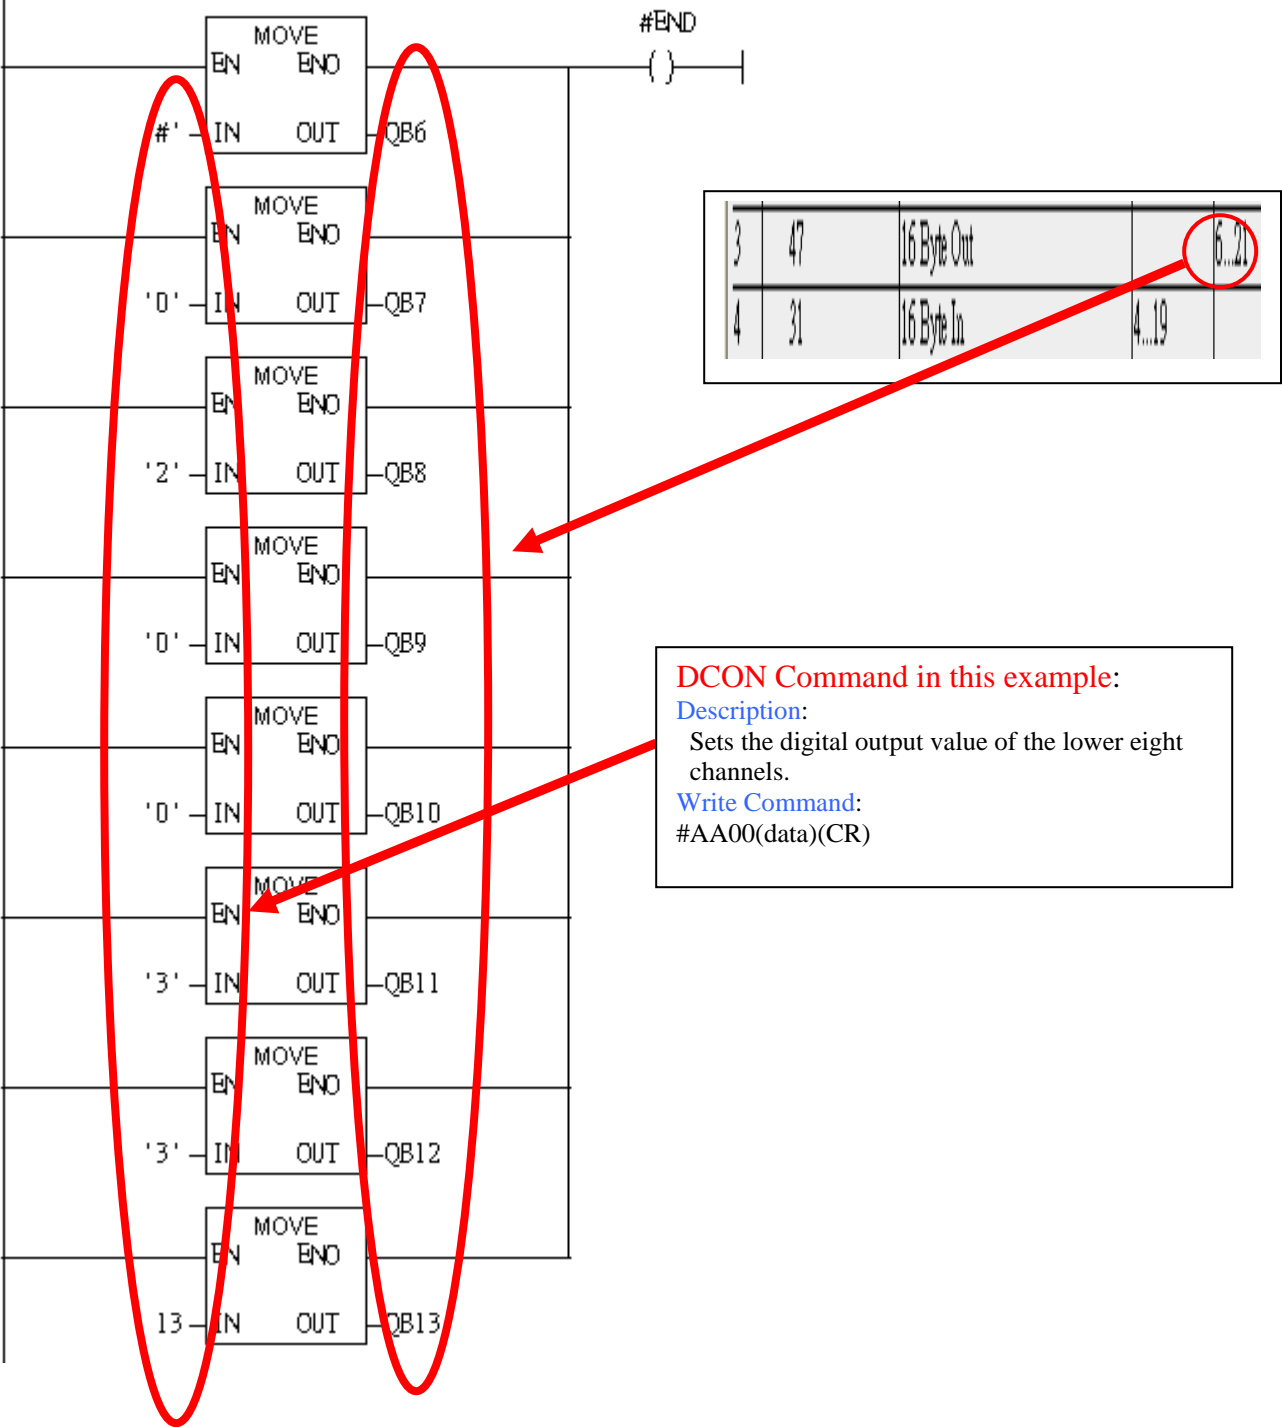 #END
MOVE
EN ENO
#' IN OUT QB6
MOVE
EN ENO
'0' IN OUT QB7
MOVE
EN ENO
'2' IN OUT QB8
MOVE
EN ENO
'0' IN OUT QB9
MOVE
EN ENO
'0' IN OUT QB10
MOVE
EN ENO
'3' IN OUT QB11
MOVE
EN ENO
'3' IN OUT QB12
MOVE
EN ENO
13 IN OUT QB13
3 47 16 Byte Out 6...21
4 31 16 Byte In 4...19
DCON Command in this example:
Description:
Sets the digital output value of the lower eight
channels.
Write Command:
#AA00(data)(CR)